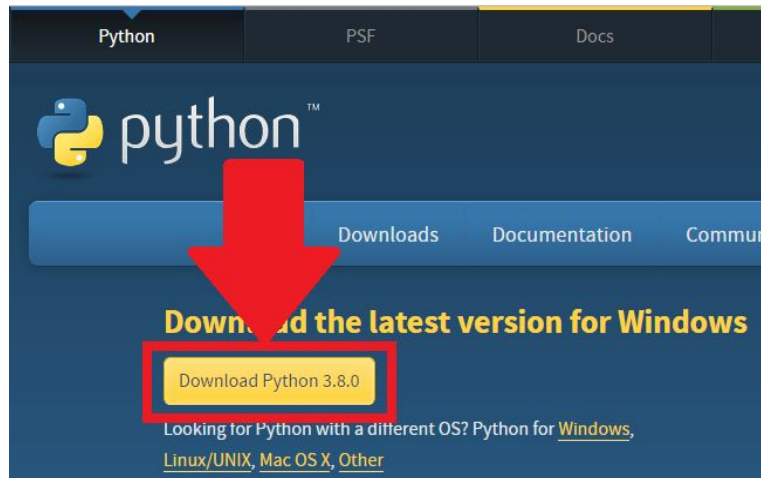 Python PSF Docs
python™
Downloads Documentation
Download the latest version for Windows
Download Python 3.8.0
Looking for Python with a different OS? Python for Windows,
Linux/UNIX, Mac OS X, Other